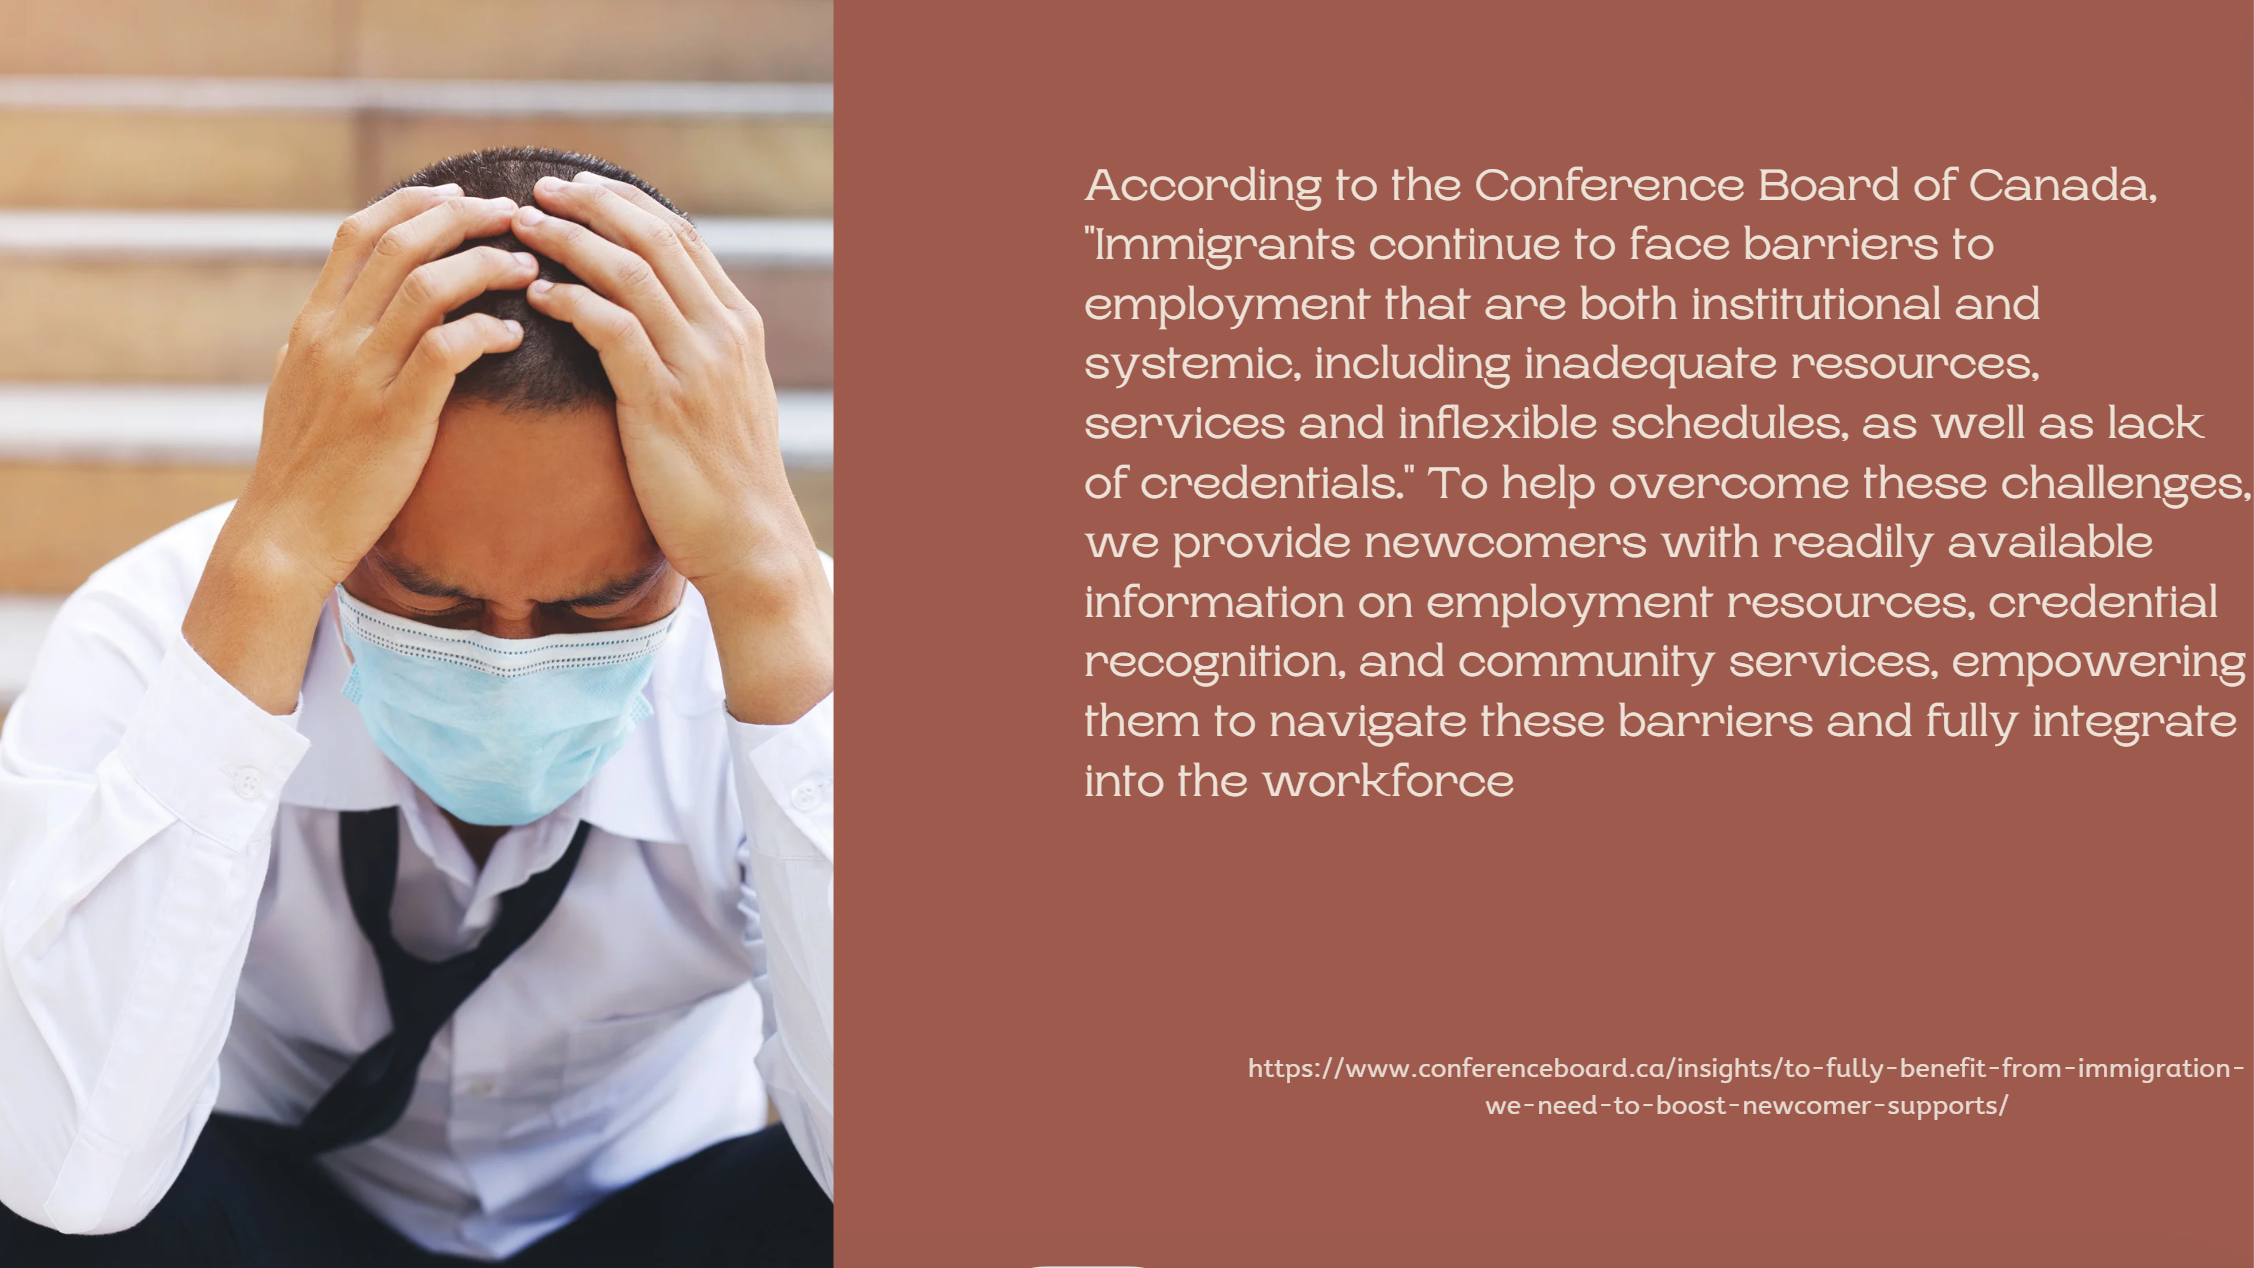 According to the Conference Board of Canada,
"Immigrants continue to face barriers to
employment that are both institutional and
systemic, including inadequate resources,
services and inflexible schedules, as well as lack
of credentials." To help overcome these challenges,
we provide newcomers with readily available
information on employment resources, credential
recognition, and community services, empowering
them to navigate these barriers and fully integrate
into the workforce
https://www.conferenceboard.ca/insights/to-fully-benefit-from-immigration-
we-need-to-boost-newcomer-supports/